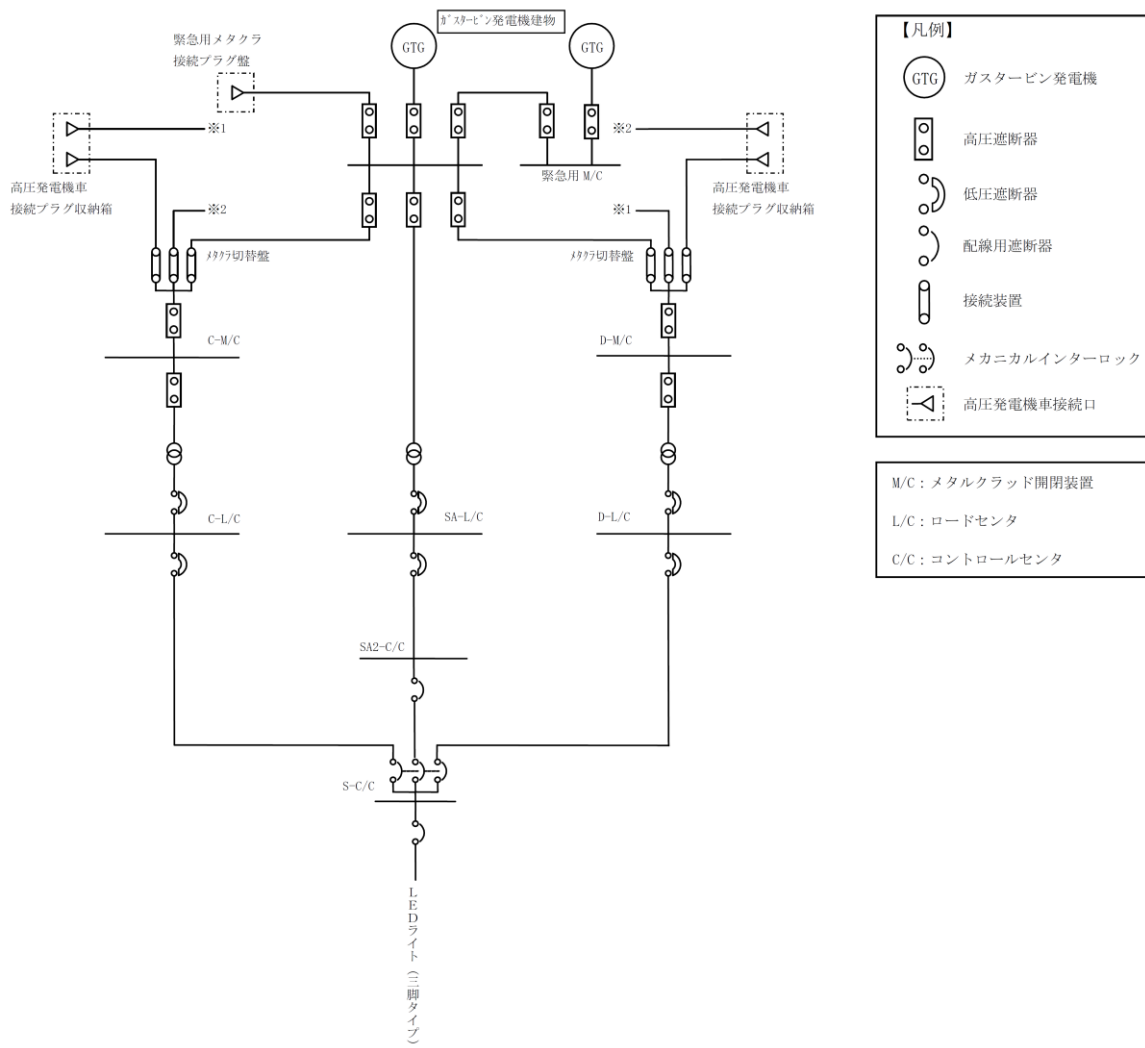 ｶﾞｽﾀｰﾋﾞﾝ発電機建物
緊急用メタクラ
接続プラグ盤
GTG
GTG
※1
※2
高圧発電機車
接続プラグ収納箱
緊急用 M/C
高圧発電機車
接続プラグ収納箱
※2
※1
ﾒﾀｸﾗ切替盤
ﾒﾀｸﾗ切替盤
C-M/C
D-M/C
C-L/C
SA-L/C
D-L/C
SA2-C/C
S-C/C
LEDライト（三脚タイプ）
【凡例】
GTG ガスタービン発電機
高圧遮断器
低圧遮断器
配線用遮断器
接続装置
メカニカルインターロック
高圧発電機車接続口
M/C：メタルクラッド開閉装置
L/C：ロードセンタ
C/C：コントロールセンタ